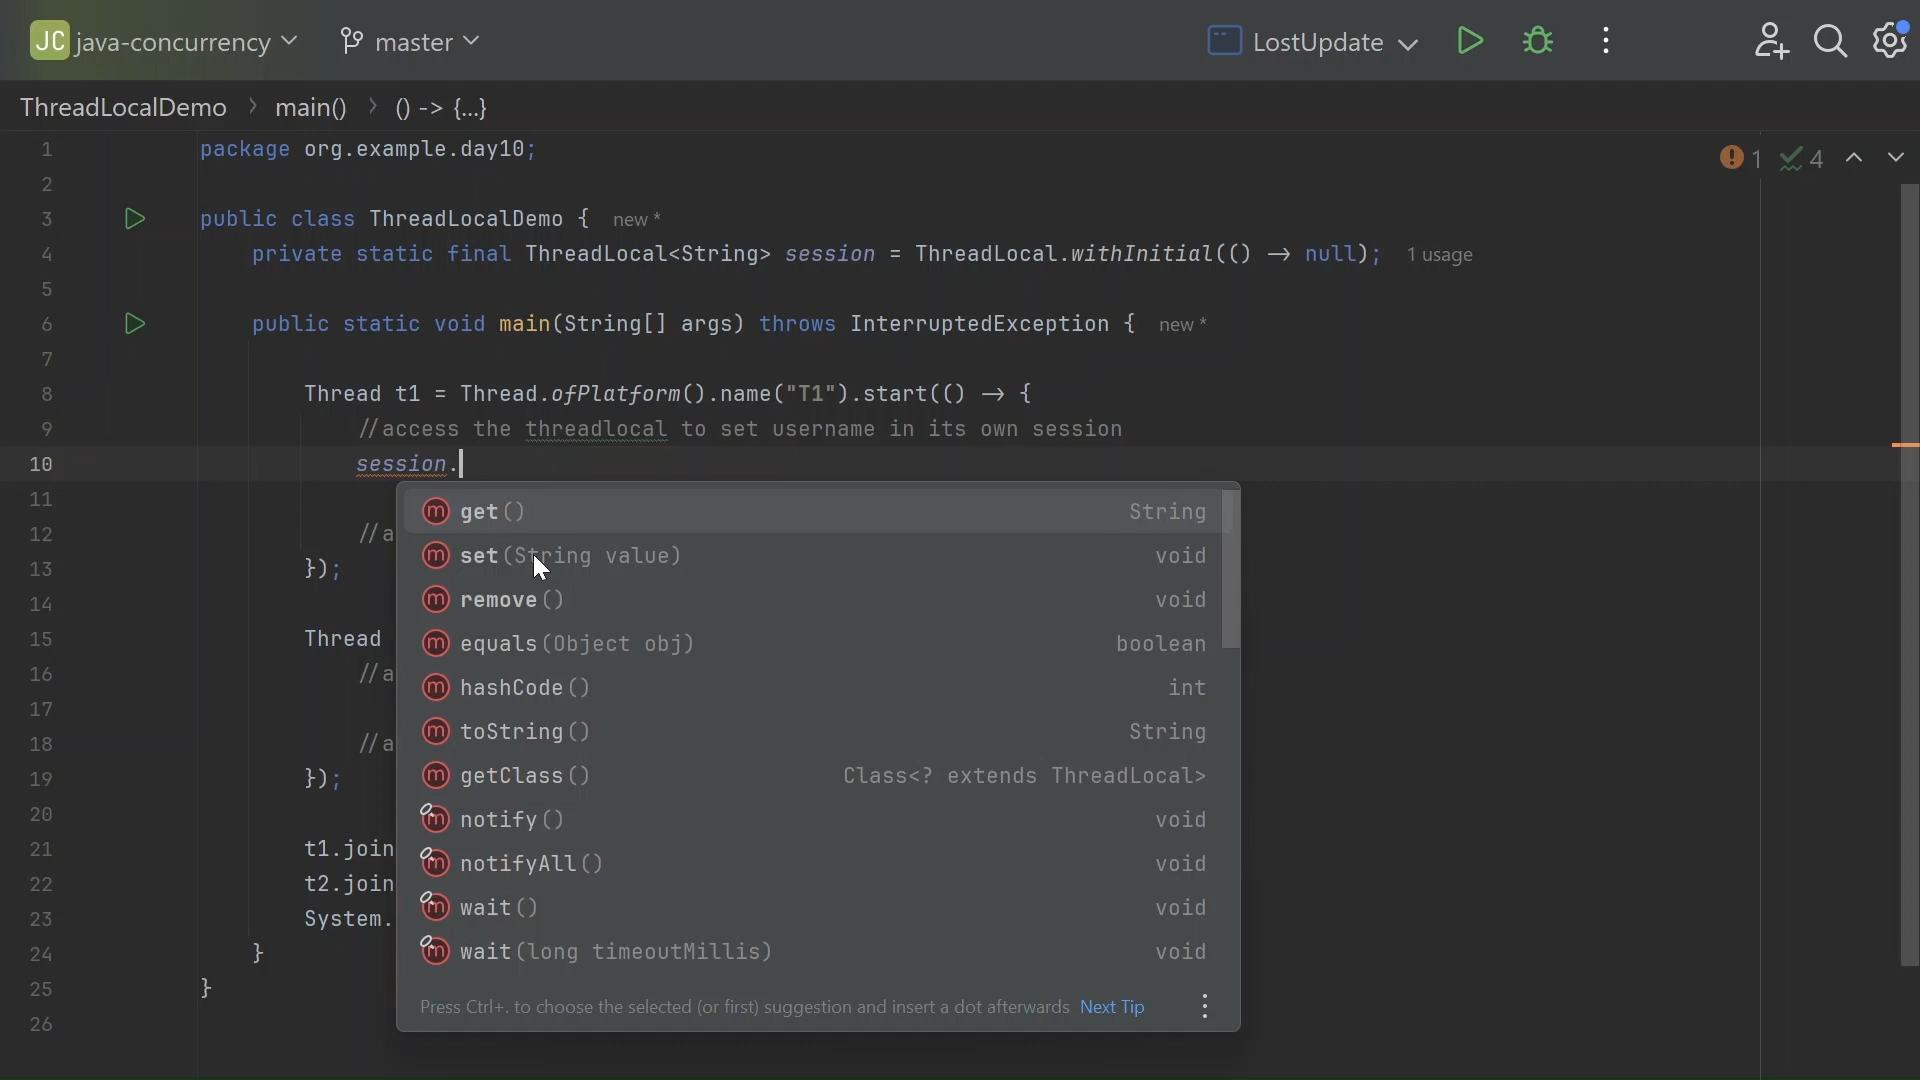 JC java-concurrency master LostUpdate
ThreadLocalDemo > main() > () -> {...}
1 package org.example.day10;
1 4
2
3 public class ThreadLocalDemo { new *
4 private static final ThreadLocal<String> session = ThreadLocal.withInitial(() → null); 1 usage
5
6 public static void main(String[] args) throws InterruptedException { new *
7
8 Thread t1 = Thread.ofPlatform().name("T1").start(() → {
9 //access the threadlocal to set username in its own session
10 session.
11
get() String
12 //a
set(String value) void
13 });
remove() void
14
15 Thread
equals(Object obj) boolean
16 //a
hashCode() int
17
toString() String
18 //a
getClass() Class<? extends ThreadLocal>
19 });
20
notify() void
21 t1.join
notifyAll() void
22 t2.join
wait() void
23 System.
24 }
wait(long timeoutMillis) void
25 }
Press Ctrl+. to choose the selected (or first) suggestion and insert a dot afterwards Next Tip
26